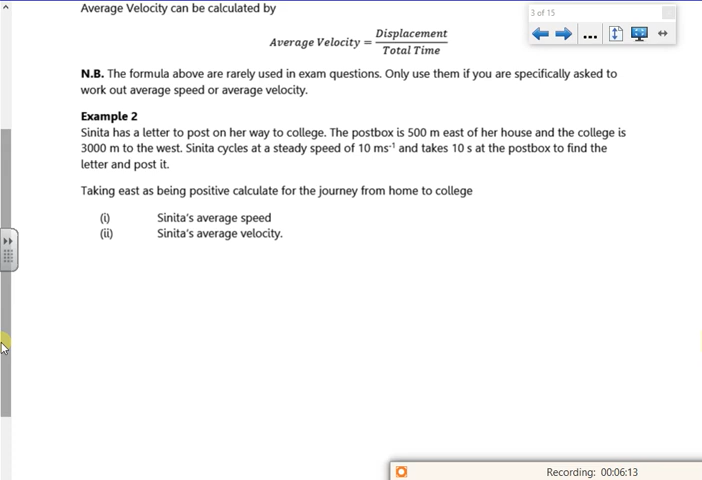 Average Velocity can be calculated by
Average Velocity = Displacement / Total Time
N.B. The formula above are rarely used in exam questions. Only use them if you are specifically asked to
work out average speed or average velocity.
Example 2
Sinita has a letter to post on her way to college. The postbox is 500 m east of her house and the college is
3000 m to the west. Sinita cycles at a steady speed of 10 ms⁻¹ and takes 10 s at the postbox to find the
letter and post it.
Taking east as being positive calculate for the journey from home to college
(i) Sinita's average speed
(ii) Sinita's average velocity.
3 of 15
...
Recording: 00:06:13